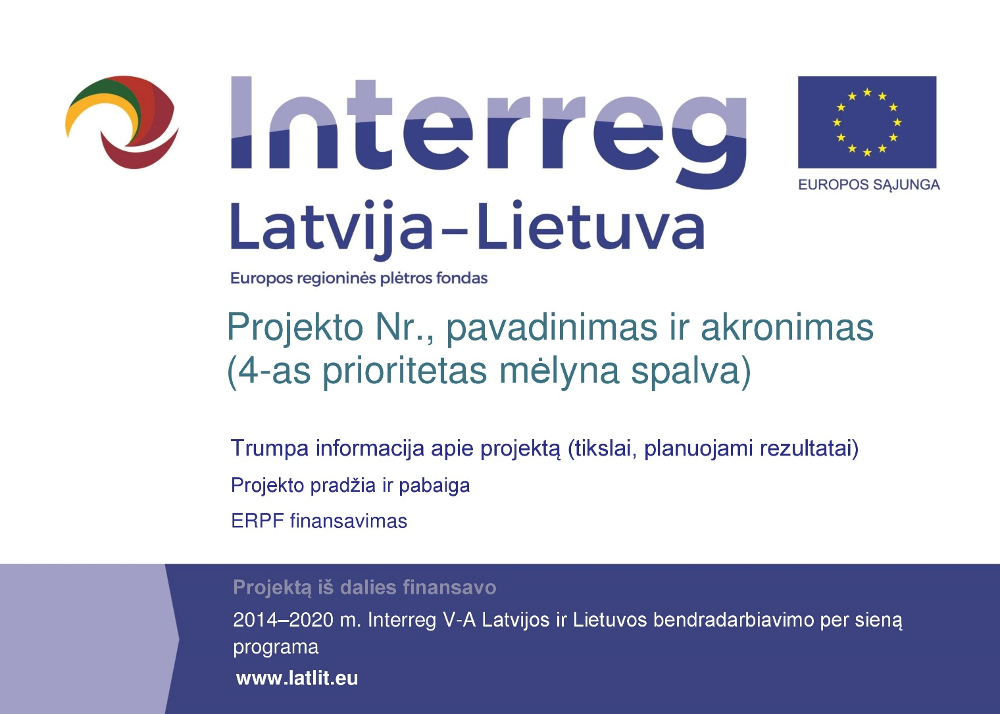 Interreg
Latvija–Lietuva
Europos regioninės plėtros fondas
EUROPOS SĄJUNGA
Projekto Nr., pavadinimas ir akronimas
(4-as prioritetas mėlyna spalva)
Trumpa informacija apie projektą (tikslai, planuojami rezultatai)
Projekto pradžia ir pabaiga
ERPF finansavimas
Projektą iš dalies finansavo
2014–2020 m. Interreg V-A Latvijos ir Lietuvos bendradarbiavimo per sieną
programa
www.latlit.eu